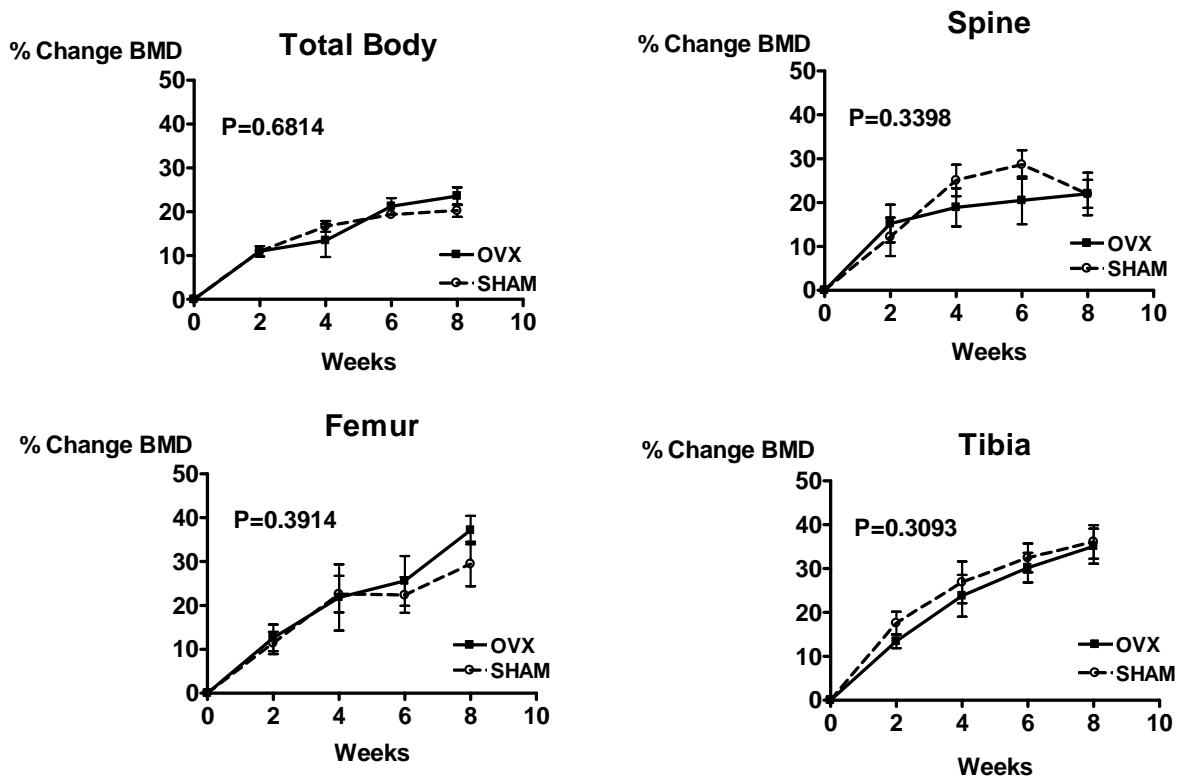 Total Body
% Change BMD
50
40
30
20
10
0
P=0.6814
OVX
SHAM
0 2 4 6 8 10
Weeks
Spine
% Change BMD
50
40
30
20
10
0
P=0.3398
OVX
SHAM
0 2 4 6 8 10
Weeks
Femur
% Change BMD
50
40
30
20
10
0
P=0.3914
OVX
SHAM
0 2 4 6 8 10
Weeks
Tibia
% Change BMD
50
40
30
20
10
0
P=0.3093
OVX
SHAM
0 2 4 6 8 10
Weeks